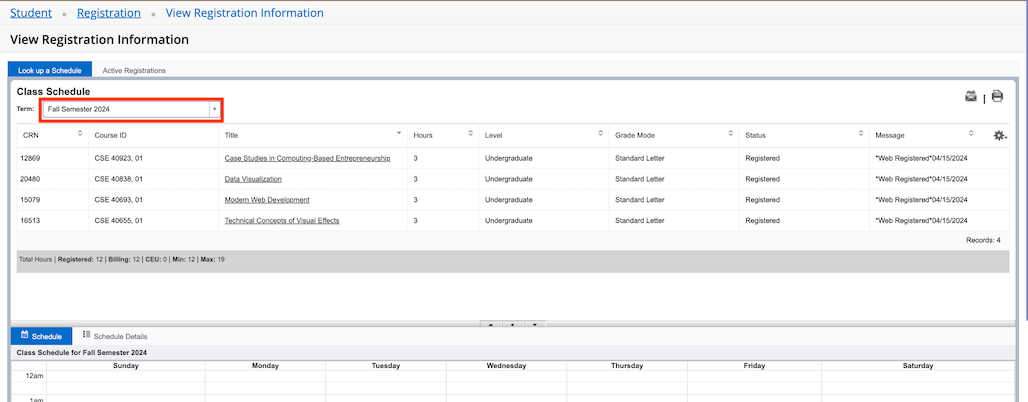 Student • Registration • View Registration Information
View Registration Information
Look up a Schedule Active Registrations
Class Schedule
Term: Fall Semester 2024
CRN Course ID Title Hours Level Grade Mode Status Message
12869 CSE 40923, 01 Case Studies in Computing-Based Entrepreneurship 3 Undergraduate Standard Letter Registered *Web Registered*04/15/2024
20480 CSE 40838, 01 Data Visualization 3 Undergraduate Standard Letter Registered *Web Registered*04/15/2024
15079 CSE 40693, 01 Modern Web Development 3 Undergraduate Standard Letter Registered *Web Registered*04/15/2024
16513 CSE 40655, 01 Technical Concepts of Visual Effects 3 Undergraduate Standard Letter Registered *Web Registered*04/15/2024
Records: 4
Total Hours | Registered: 12 | Billing: 12 | CEU: 0 | Min: 12 | Max: 19
Schedule Schedule Details
Class Schedule for Fall Semester 2024
Sunday Monday Tuesday Wednesday Thursday Friday Saturday
12am
1am